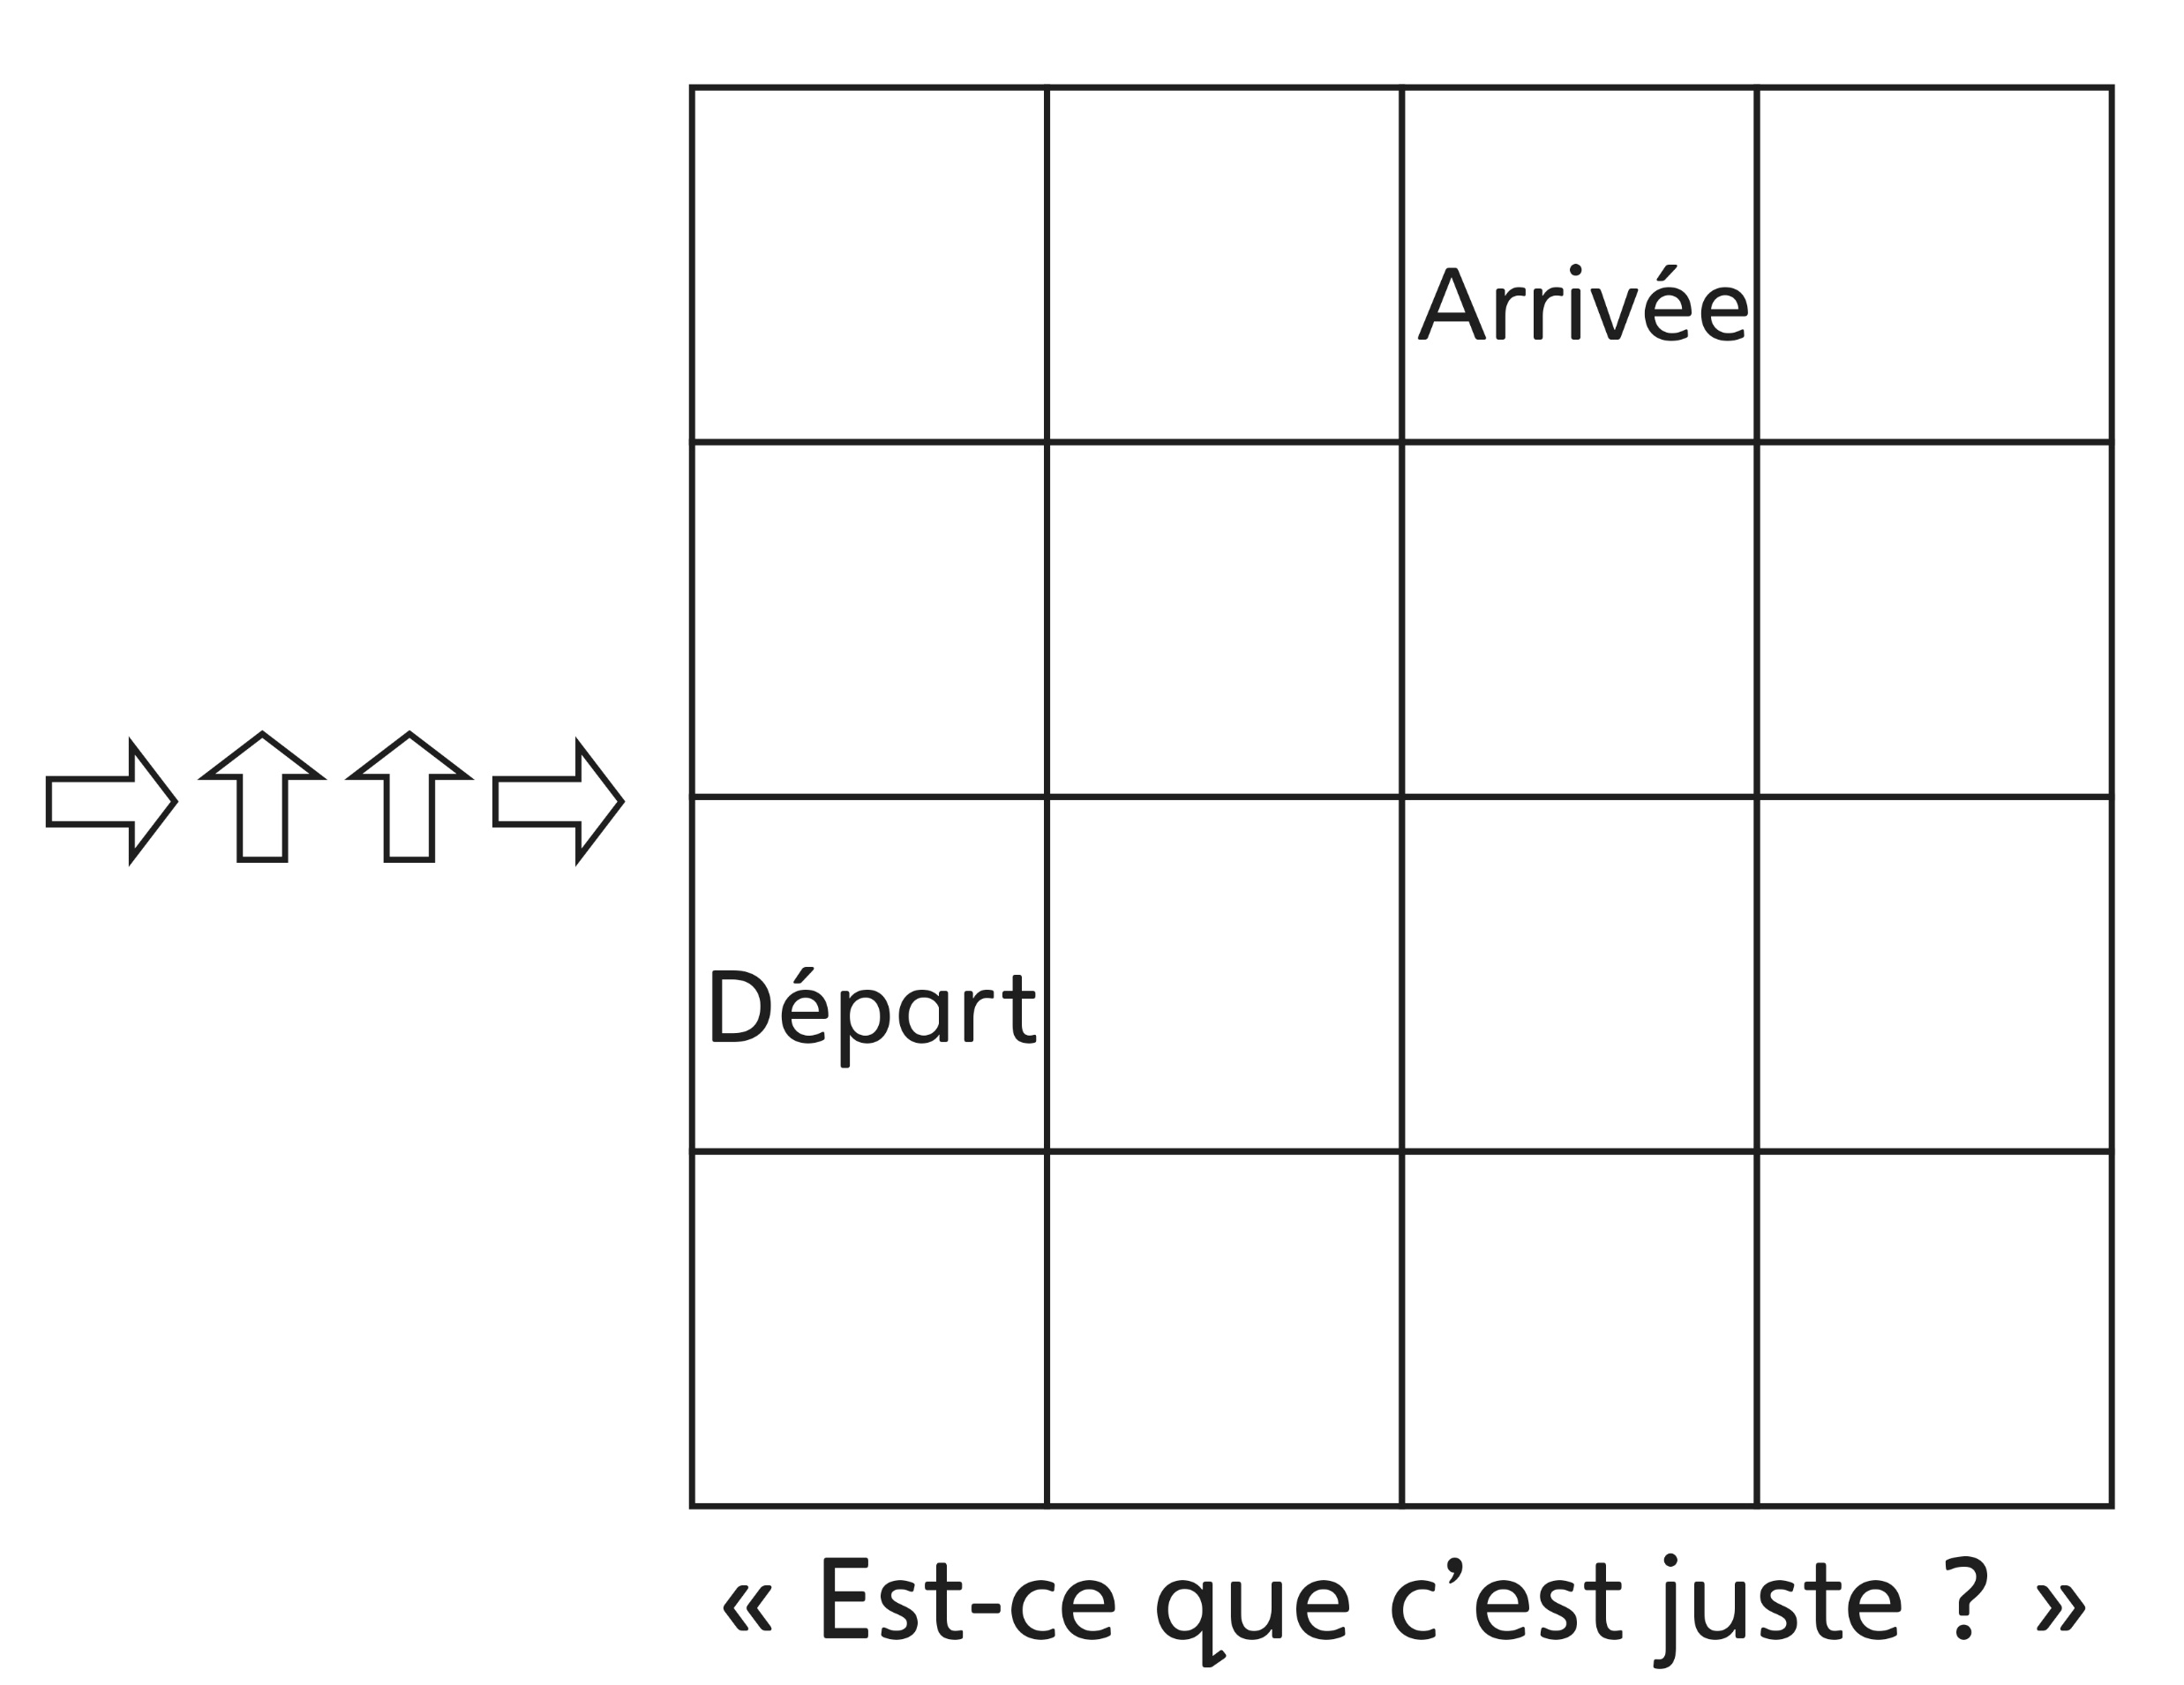 Arrivée
Départ
« Est-ce que c’est juste ? »